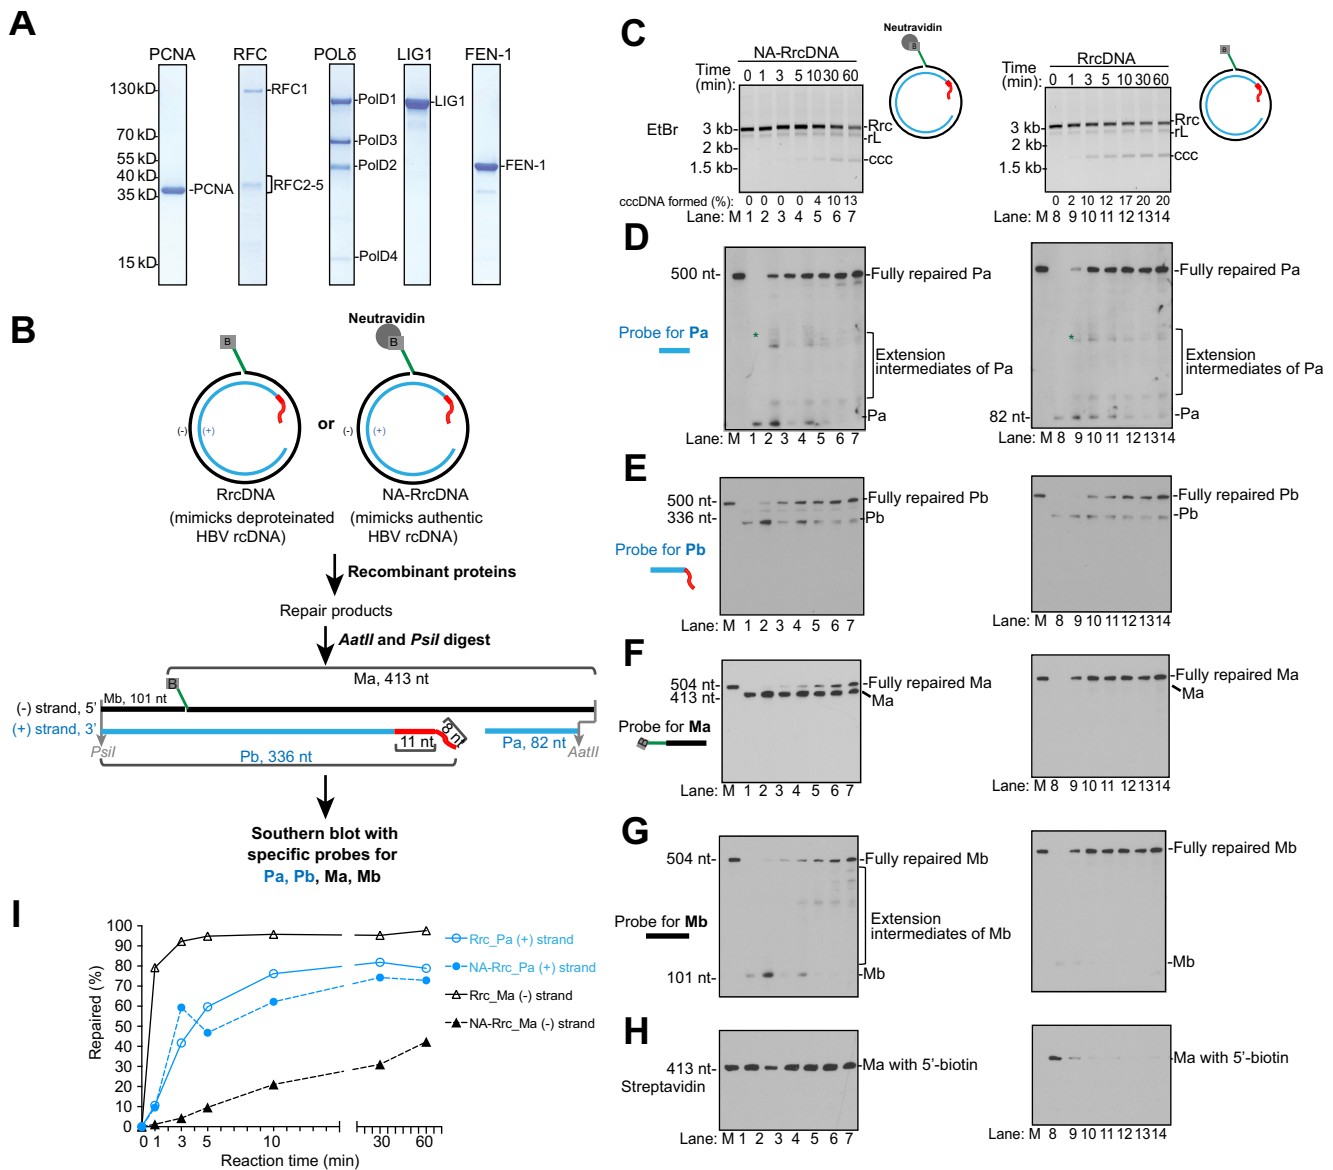 A
PCNA RFC POLδ LIG1 FEN-1
130kD
70 kD
55 kD
40 kD
35 kD
15 kD
-PCNA
-RFC1
RFC2-5
-PolD1
-PolD3
-PolD2
-PolD4
-LIG1
-FEN-1
B
Neutravidin
B
B
(-) (+)
or
(-) (+)
RrcDNA
(mimicks deproteinated
HBV rcDNA)
NA-RrcDNA
(mimicks authentic
HBV rcDNA)
Recombinant proteins
Repair products
AatII and PsiI digest
Ma, 413 nt
B
Mb, 101 nt
(-) strand, 5'
(+) strand, 3'
8 nt
11 nt
Pa, 82 nt
PsiI
AatII
Pb, 336 nt
Southern blot with
specific probes for
Pa, Pb, Ma, Mb
C
NA-RrcDNA
Time
(min):
0 1 3 5 10 30 60
Neutravidin
B
EtBr
3 kb-
2 kb-
1.5 kb-
-Rrc
-rL
-ccc
cccDNA formed (%): 0 0 0 0 4 10 13
Lane: M 1 2 3 4 5 6 7
RrcDNA
Time
(min):
0 1 3 5 10 30 60
B
3 kb-
2 kb-
1.5 kb-
-Rrc
-rL
-ccc
0 2 10 12 17 20 20
Lane: M 8 9 10 11 12 13 14
D
Probe for Pa
500 nt-
-Fully repaired Pa
*
Extension
intermediates of Pa
-Pa
Lane: M 1 2 3 4 5 6 7
-Fully repaired Pa
*
Extension
intermediates of Pa
82 nt-
-Pa
Lane: M 8 9 10 11 12 13 14
E
Probe for Pb
500 nt-
336 nt-
-Fully repaired Pb
-Pb
Lane: M 1 2 3 4 5 6 7
-Fully repaired Pb
-Pb
Lane: M 8 9 10 11 12 13 14
F
Probe for Ma
B
504 nt-
413 nt-
-Fully repaired Ma
Ma
Lane: M 1 2 3 4 5 6 7
-Fully repaired Ma
Ma
Lane: M 8 9 10 11 12 13 14
G
Probe for Mb
504 nt-
101 nt-
-Fully repaired Mb
Extension
intermediates of Mb
-Mb
Lane: M 1 2 3 4 5 6 7
-Fully repaired Mb
-Mb
Lane: M 8 9 10 11 12 13 14
H
413 nt-
Streptavidin
-Ma with 5'-biotin
Lane: M 1 2 3 4 5 6 7
-Ma with 5'-biotin
Lane: M 8 9 10 11 12 13 14
I
Repaired (%)
100
90
80
70
60
50
40
30
20
10
0
0 1 3 5 10 30 60
Reaction time (min)
Rrc_Pa (+) strand
NA-Rrc_Pa (+) strand
Rrc_Ma (-) strand
NA-Rrc_Ma (-) strand